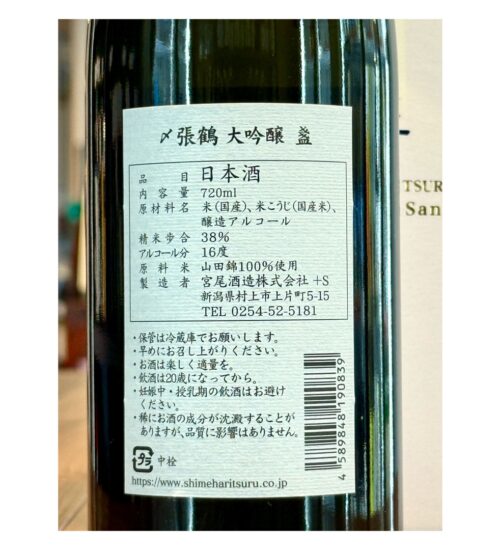 〆張鶴 大吟醸 盏
品目 日本酒
内容量 720ml
原材料名 米(国産)、米こうじ(国産米)、
醸造アルコール
精米歩合 38%
アルコール分 16度
原料米 山田錦100%使用
製造者 宮尾酒造株式会社 +S
新潟県村上市上片町5-15
TEL 0254-52-5181
・保管は冷蔵庫でお願いします。
・早めにお召し上がりください。
・お酒は楽しく適量を。
・飲酒は20歳になってから。
・妊娠中・授乳期の飲酒はお避け
ください。
・稀にお酒の成分が沈澱することが
ありますが、品質に影響はありません。
プラ 中栓
https://www.shimeharitsuru.co.jp
4 589848 190839
TSUR
San